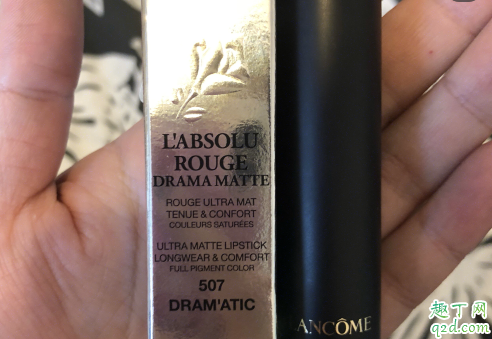 L'ABSOLU
ROUGE
DRAMA MATTE
ROUGE ULTRA MAT
TENUE & CONFORT
COULEURS SATURÉES
ULTRA MATTE LIPSTICK
LONGWEAR & COMFORT
FULL PIGMENT COLOR
507
DRAM'ATIC
LANCÔME
趣丁网
q2d.com